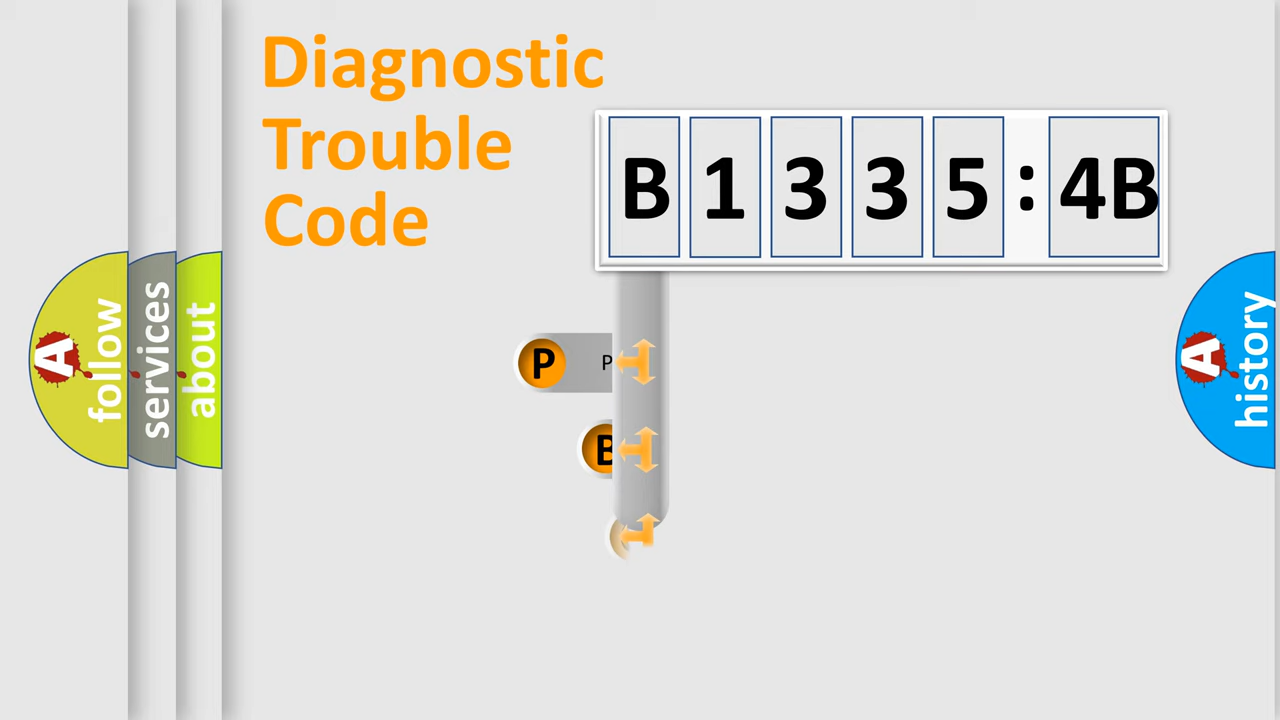 Diagnostic
Trouble
Code
B1335:4B
P P
B
A follow
services
about
A history